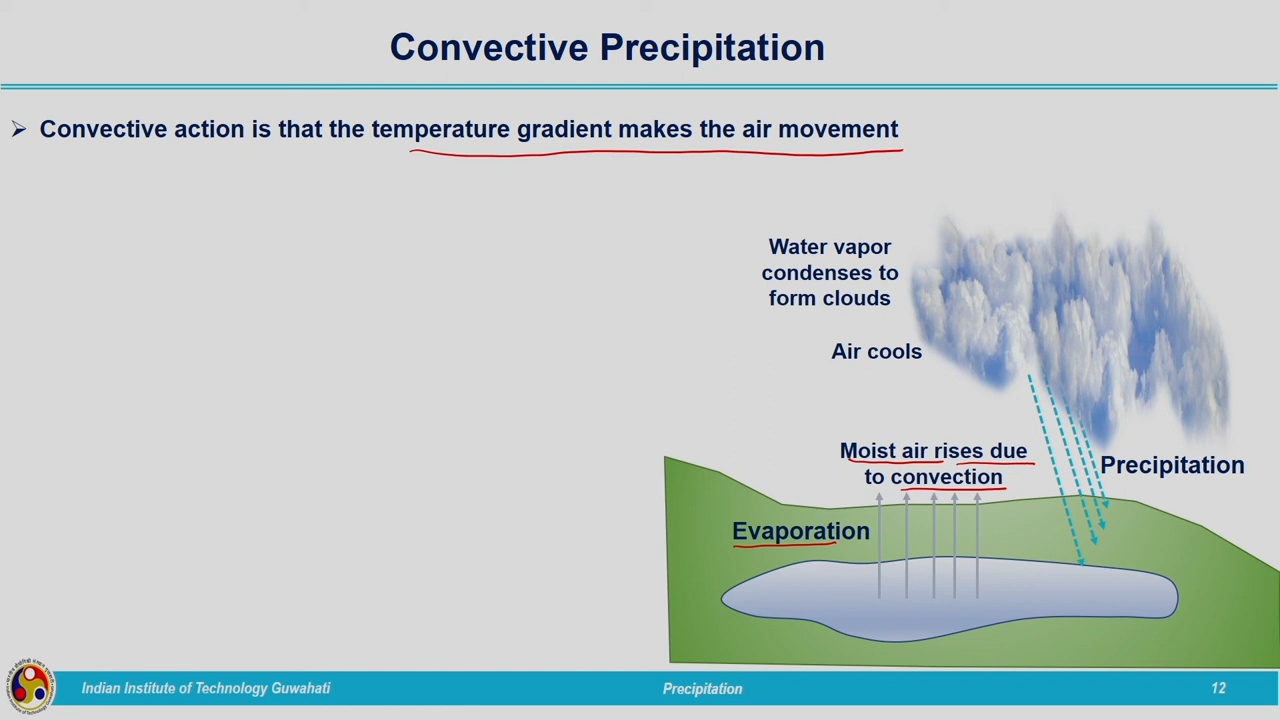 Convective Precipitation
➢ Convective action is that the temperature gradient makes the air movement
Water vapor
condenses to
form clouds
Air cools
Moist air rises due
to convection
Precipitation
Evaporation
Indian Institute of Technology Guwahati
Precipitation
12